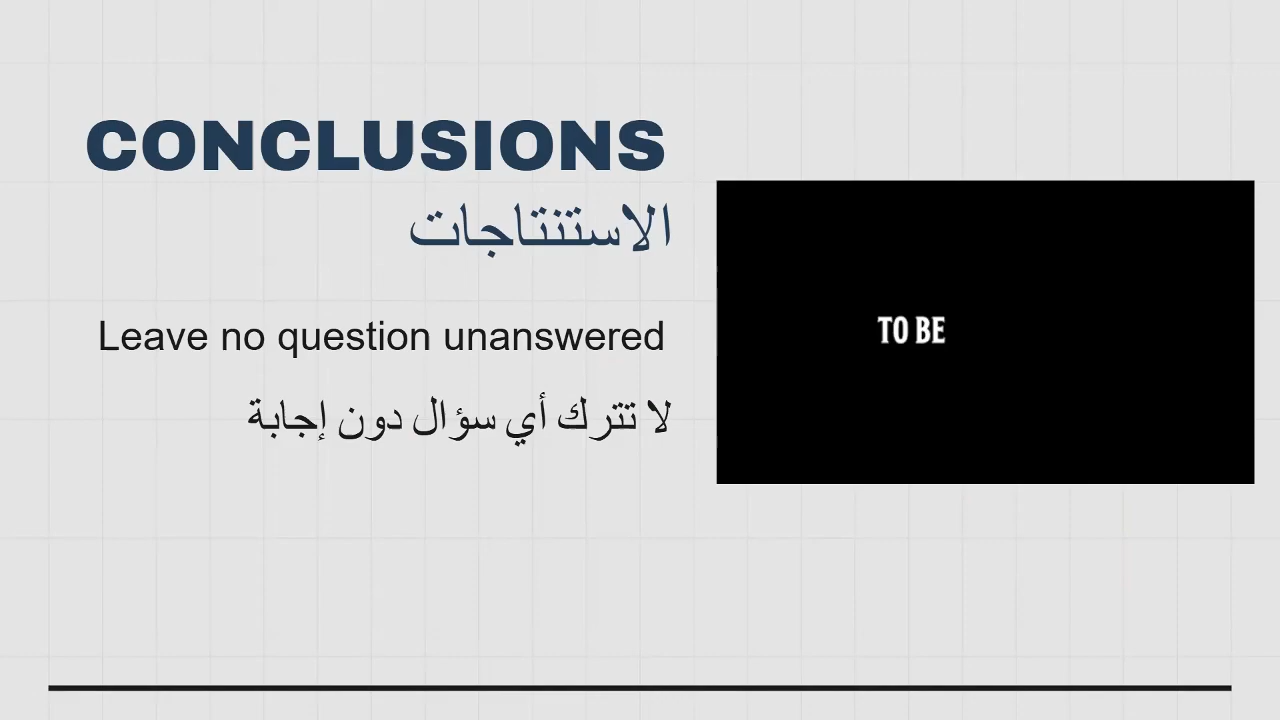 CONCLUSIONS
الاستنتاجات
Leave no question unanswered
لا تترك أي سؤال دون إجابة
TO BE